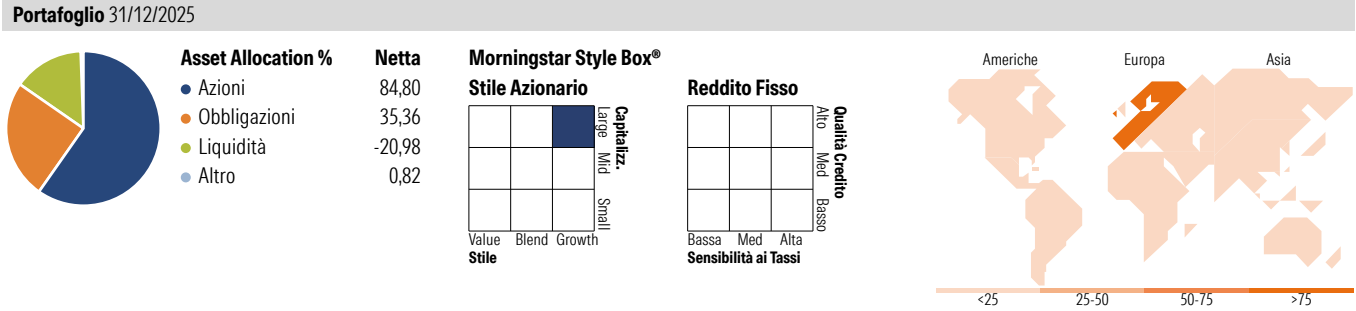 Portafoglio 31/12/2025
Asset Allocation % Netta
Azioni 84,80
Obbligazioni 35,36
Liquidità -20,98
Altro 0,82
Morningstar Style Box®
Stile Azionario
Large
Mid
Small
Capitalizz.
Value Blend Growth
Stile
Reddito Fisso
Alto
Med
Basso
Qualità Credito
Bassa Med Alta
Sensibilità ai Tassi
Americhe Europa Asia
<25 25-50 50-75 >75